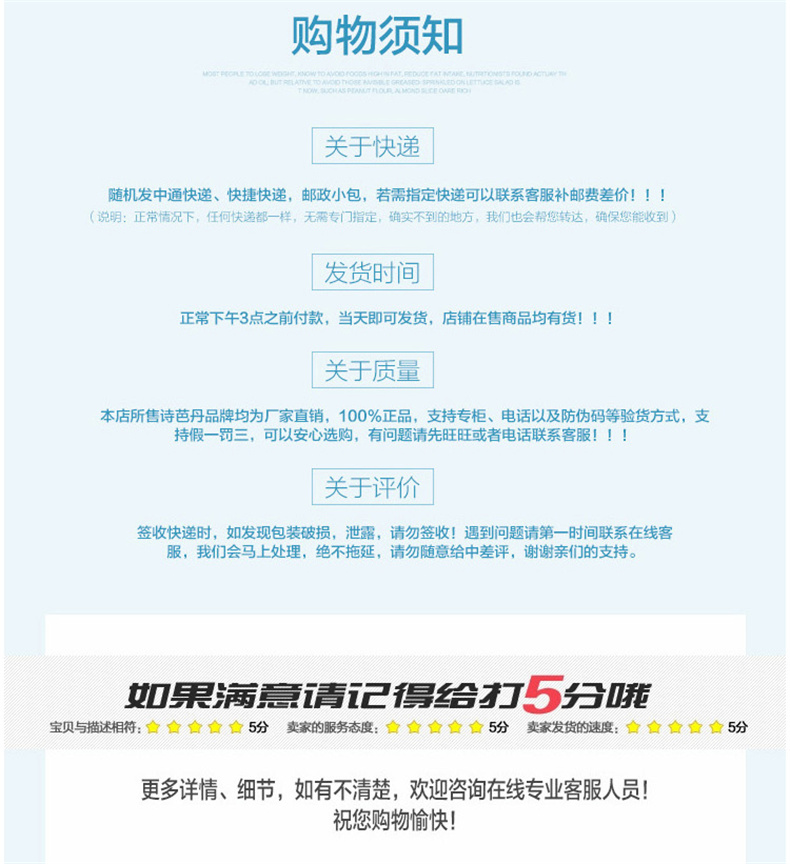 购物须知
MOST PEOPLE TO LOSE WEIGHT, KNOW TO AVOID FOODS HIGH IN FAT, REDUCE FAT INTAKE, NUTRITIONISTS FOUND
AD OIL, BUT RELATIVE TO AVOID THOSE INVISIBLE GREASED, SPRINKLED ON LETTUCE SALAD IS
T NOW, SUCH AS PEANUT FLOUR, ALMOND SLICE CAKE RICH
关于快递
随机发中通快递、快捷快递，邮政小包，若需指定快递可以联系客服补邮费差价！！！
（说明：正常情况下，任何快递都一样，无需专门指定，确实不到的地方，我们也会帮您转达，确保您能收到）
发货时间
正常下午3点之前付款，当天即可发货，店铺在售商品均有货！！！
关于质量
本店所售诗芭丹品牌均为厂家直销，100%正品，支持专柜、电话以及防伪码等验货方式，支
持假一罚三，可以安心选购，有问题请先旺旺或者电话联系客服！！！
关于评价
签收快递时，如发现包装破损，泄露，请勿签收！遇到问题请第一时间联系在线客
服，我们会马上处理，绝不拖延，请勿随意给中差评，谢谢亲们的支持。
如果满意请记得给打5分哦
宝贝与描述相符：5分 卖家的服务态度：5分 卖家发货的速度：5分
更多详情、细节，如有不清楚，欢迎咨询在线专业客服人员！
祝您购物愉快！